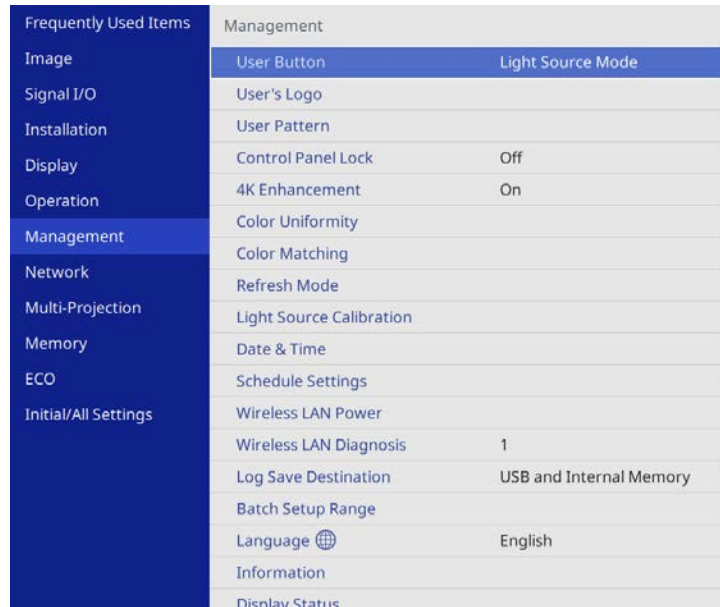 Frequently Used Items
Image
Signal I/O
Installation
Display
Operation
Management
Network
Multi-Projection
Memory
ECO
Initial/All Settings
Management
User Button Light Source Mode
User's Logo
User Pattern
Control Panel Lock Off
4K Enhancement On
Color Uniformity
Color Matching
Refresh Mode
Light Source Calibration
Date & Time
Schedule Settings
Wireless LAN Power
Wireless LAN Diagnosis 1
Log Save Destination USB and Internal Memory
Batch Setup Range
Language English
Information
Display Status